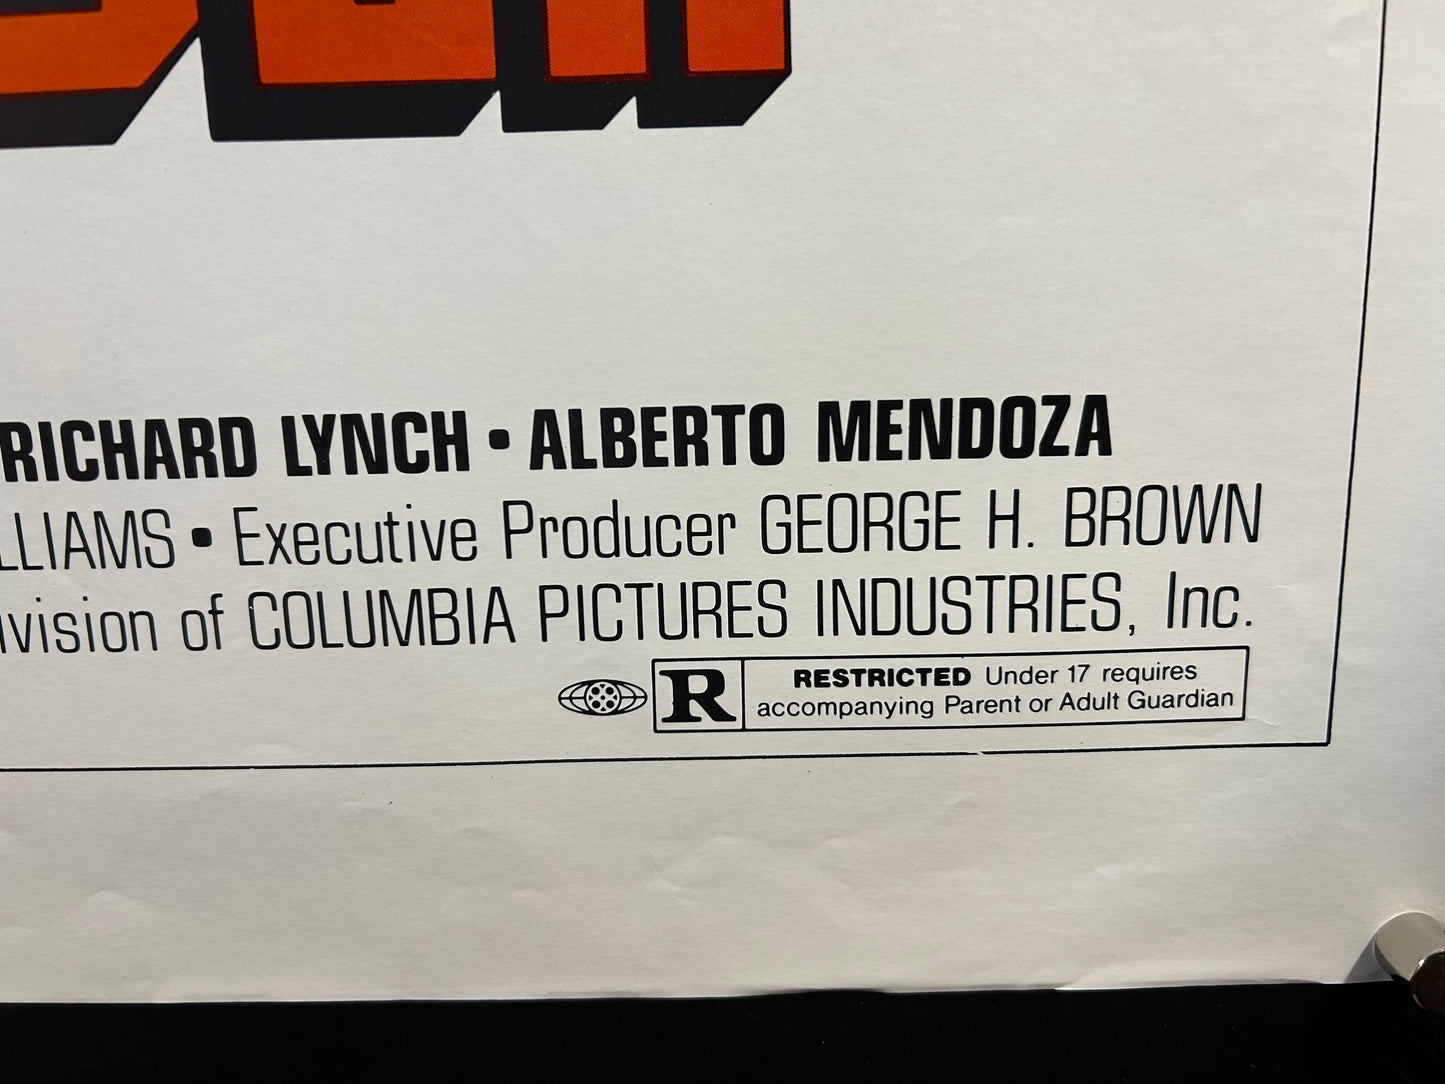 RICHARD LYNCH • ALBERTO MENDOZA
LLIAMS • Executive Producer GEORGE H. BROWN
ivision of COLUMBIA PICTURES INDUSTRIES, Inc.
R RESTRICTED Under 17 requires
accompanying Parent or Adult Guardian